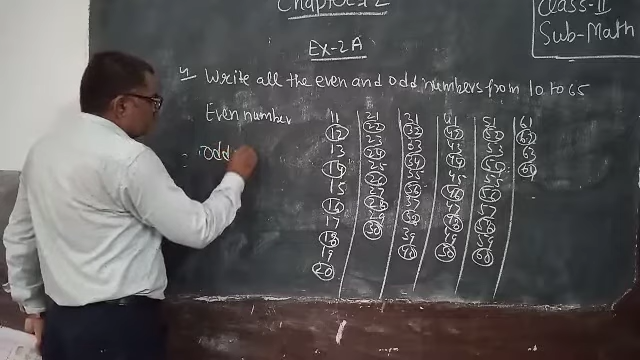 Chapter-2
Class-II
Sub-Math
Ex-2A
Write all the even and odd numbers from 10 to 65
Even number
odd
11 21 31 41 51 61
12 22 32 42 52 62
13 23 33 43 53 63
14 24 34 44 54 64
15 25 35 45 55
16 26 36 46 56
17 27 37 47 57
18 28 38 48 58
19 29 39 49 59
20 30 40 50 60